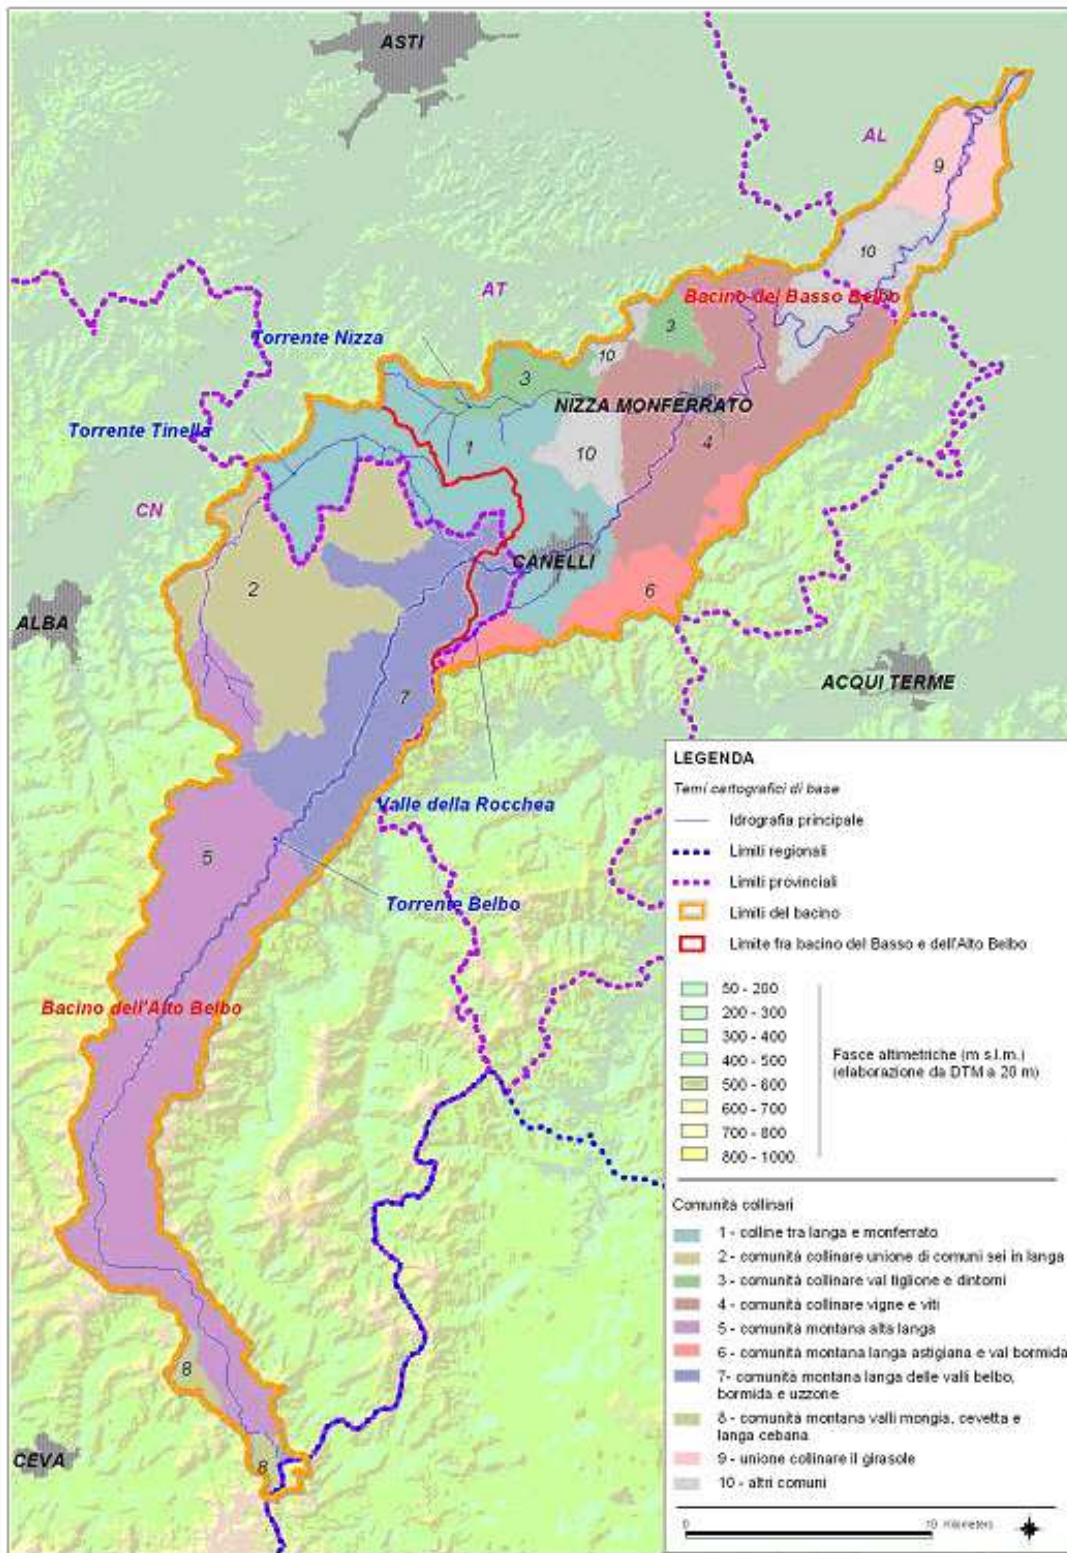 ASTI
AL
9
10
AT
Bacino del Basso Belbo
Torrente Nizza
3
10
3
NIZZA MONFERRATO
Torrente Tinella
1
10
4
CN
CANELLI
2
6
ALBA
7
ACQUI TERME
Valle della Rocchea
5
Torrente Belbo
Bacino dell'Alto Belbo
8
CEVA
8
LEGENDA
Temi cartografici di base
Idrografia principale
Limiti regionali
Limiti provinciali
Limiti del bacino
Limite fra bacino del Basso e dell'Alto Belbo
50 - 200
200 - 300
300 - 400
400 - 500
500 - 600
600 - 700
700 - 800
800 - 1000
Fasce altimetriche (m s.l.m.)
(elaborazione da DTM a 20 m)
Comunità collinari
1 - colline tra langa e monferrato
2 - comunità collinare unione di comuni sei in langa
3 - comunità collinare val tiglione e dintorni
4 - comunità collinare vigne e viti
5 - comunità montana alta langa
6 - comunità montana langa astigiana e val bormida
7- comunità montana langa delle valli belbo,
bormida e uzzone
8 - comunità montana valli mongia, cevetta e
langa cebana
9 - unione collinare il girasole
10 - altri comuni
0 10 Kilometers